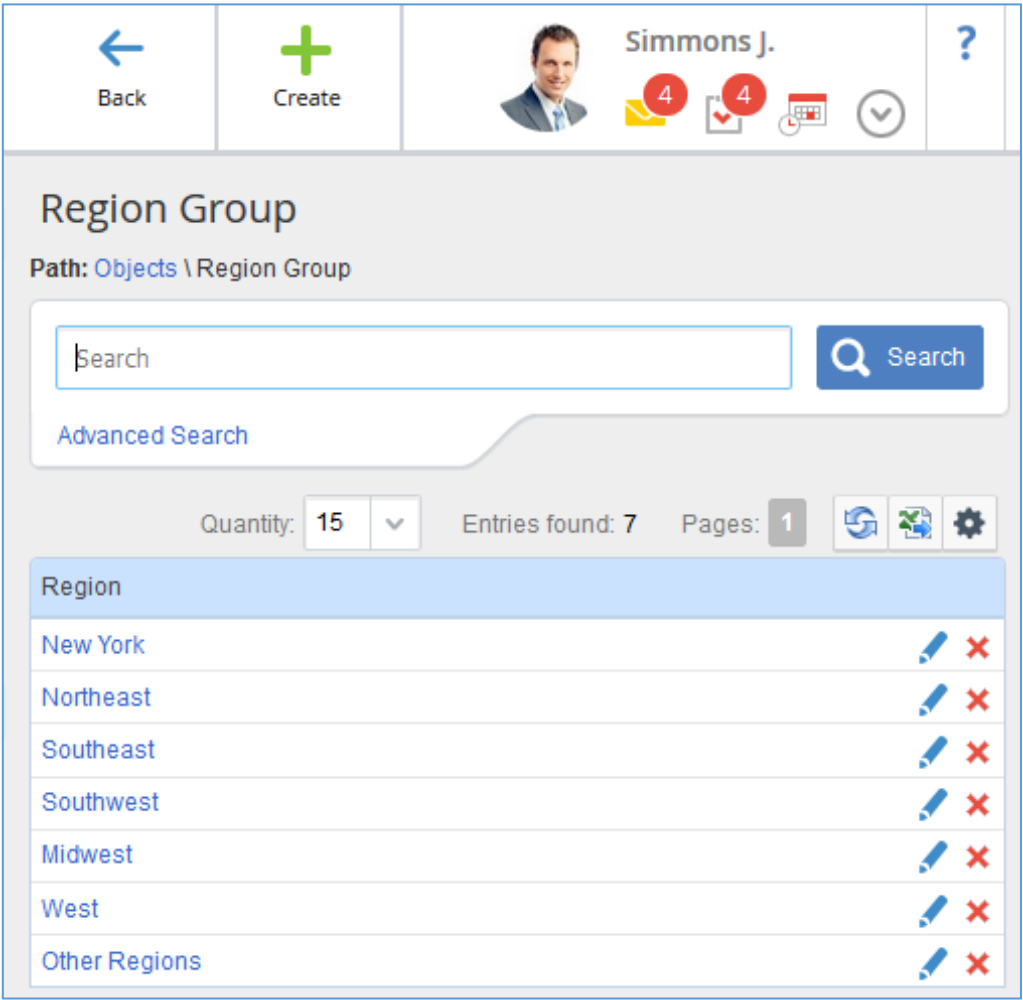 Back
Create
Simmons J.
4
4
?
Region Group
Path: Objects \ Region Group
Search
Search
Advanced Search
Quantity: 15 Entries found: 7 Pages: 1
Region
New York
Northeast
Southeast
Southwest
Midwest
West
Other Regions